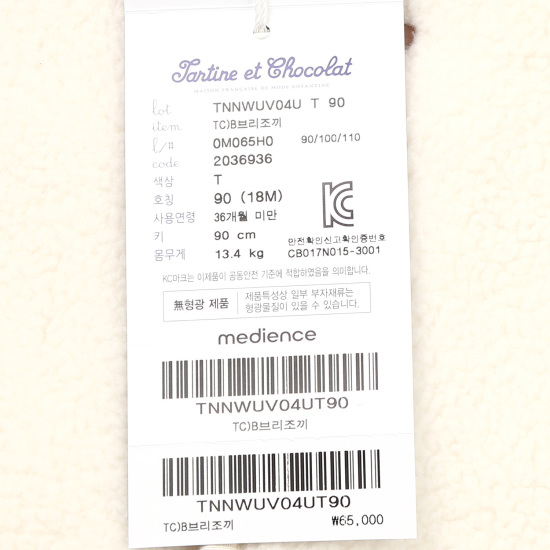 Tartine et Chocolat
MAISON FRANÇAISE DE MODE ENFANTINE
lot TNNWUV04U T 90
item TC)B브리조끼
l/# 0M065H0 90/100/110
code 2036936
색상 T
호칭 90 (18M)
사용연령 36개월 미만
키 90 cm
몸무게 13.4 kg
안전확인신고확인증번호
CB017N015-3001
KC마크는 이제품이 공동안전 기준에 적합하였음을 의미합니다.
無형광 제품 제품특성상 일부 부자재류는
형광물질이 있을 수 있습니다.
medience
TNNWUV04UT90
TC)B브리조끼
TNNWUV04UT90
TC)B브리조끼 ₩65,000